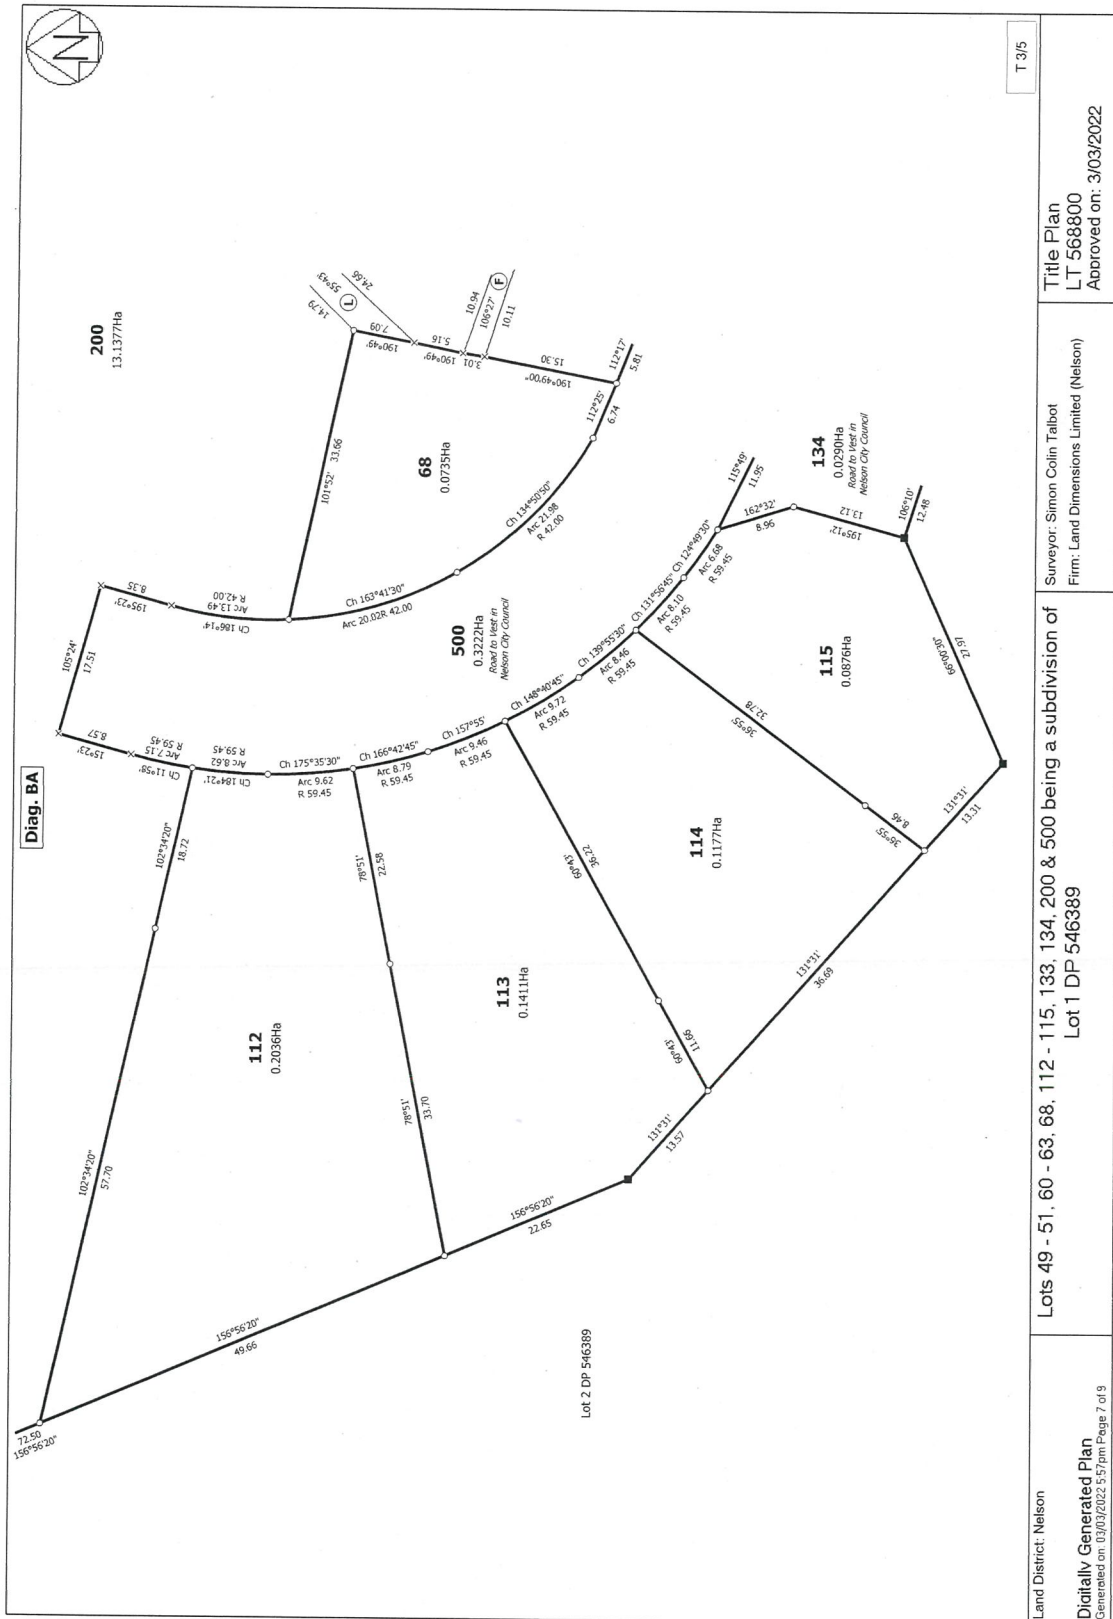 Diag. BA
N
T 3/5
200
13.1377Ha
105°24'
17.51
195°23'
8.35
15°23'
8.57
Ch 11°58'
Arc 7.15
R 59.45
Ch 184°21'
Arc 8.62
R 59.45
Ch 186°14'
Arc 13.49
R 42.00
101°52'
33.66
14.79
55°43'
24.66
L
190°49'
7.09
190°49'
5.16
3.01
10.94
106°27'
10.11
F
190°49'00"
15.30
68
0.0735Ha
112°17'
5.81
112°25'
6.74
Ch 134°50'50"
Arc 21.98
R 42.00
Ch 163°41'30"
Arc 20.02R 42.00
500
0.3222Ha
Road to Vest in
Nelson City Council
102°34'20"
18.72
102°34'20"
57.70
Ch 175°35'30"
Arc 9.62
R 59.45
Ch 166°42'45"
Arc 8.79
R 59.45
Ch 157°55'
Arc 9.46
R 59.45
Ch 148°40'45"
Arc 9.72
R 59.45
Ch 139°55'30"
Arc 8.46
R 59.45
Ch 131°56'45"
Arc 8.10
R 59.45
Ch 124°49'30"
Arc 6.68
R 59.45
115°49'
11.95
162°32'
8.96
134
0.0290Ha
Road to Vest in
Nelson City Council
195°12'
13.12
106°10'
12.48
112
0.2036Ha
78°51'
22.58
78°51'
33.70
113
0.1411Ha
60°43'
36.22
60°43'
11.66
114
0.1177Ha
36°55'
32.78
36°55'
8.46
115
0.0876Ha
66°00'30"
27.97
131°31'
13.31
131°31'
36.69
131°31'
13.57
156°56'20"
22.65
156°56'20"
49.66
72.50
156°56'20"
Lot 2 DP 546389
Land District: Nelson
Digitally Generated Plan
Generated on: 03/03/2022 5:57pm Page 7 of 9
Lots 49 - 51, 60 - 63, 68, 112 - 115, 133, 134, 200 & 500 being a subdivision of
Lot 1 DP 546389
Surveyor: Simon Colin Talbot
Firm: Land Dimensions Limited (Nelson)
Title Plan
LT 568800
Approved on: 3/03/2022